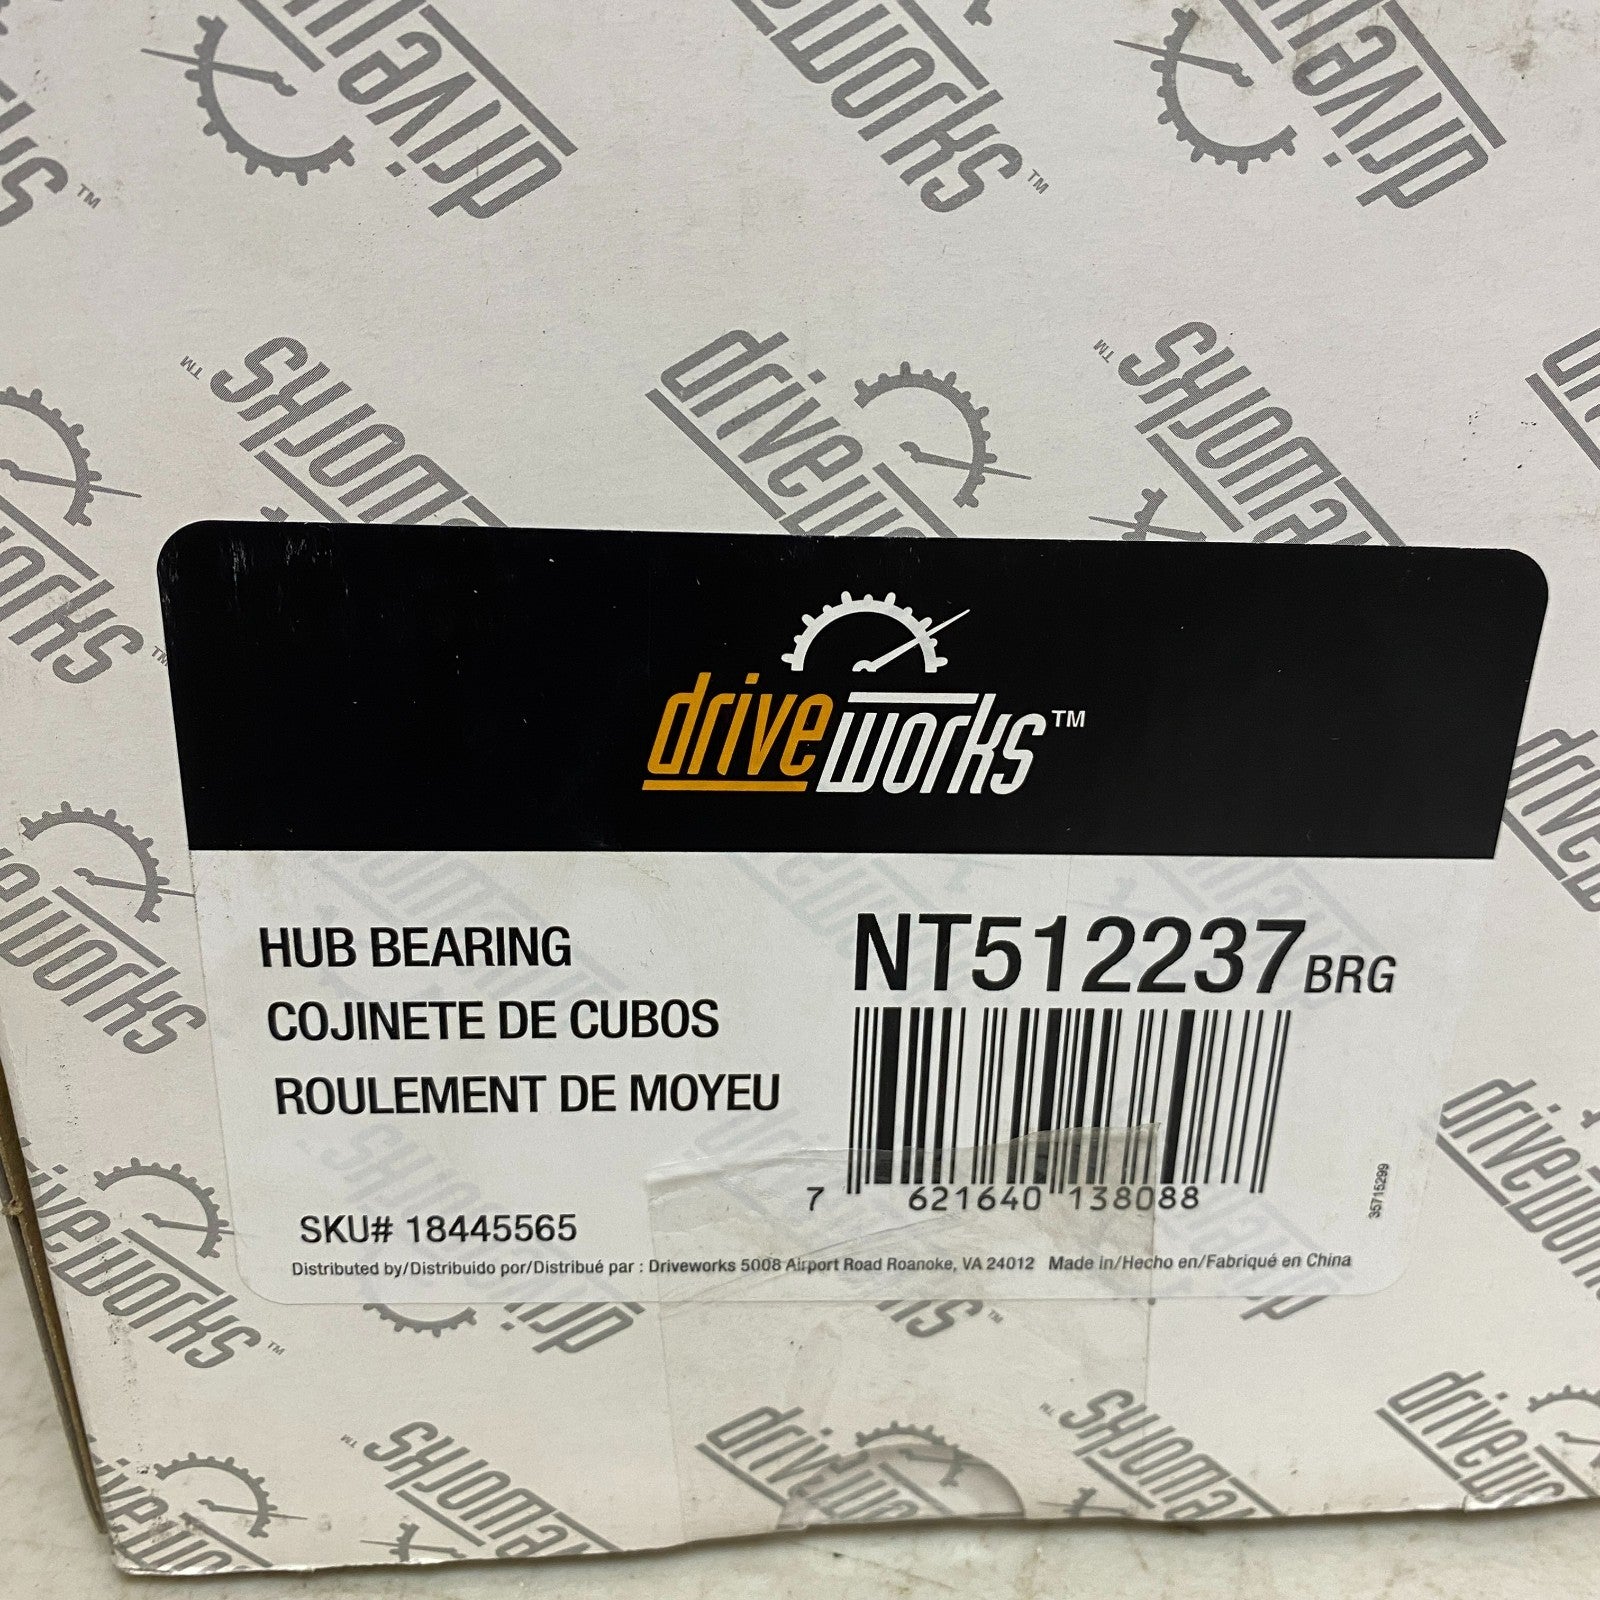 driveworks™
HUB BEARING
COJINETE DE CUBOS
ROULEMENT DE MOYEU
NT512237BRG
7 621640 138088
35715299
SKU# 18445565
Distributed by/Distribuido por/Distribué par : Driveworks 5008 Airport Road Roanoke, VA 24012 Made in/Hecho en/Fabriqué en China